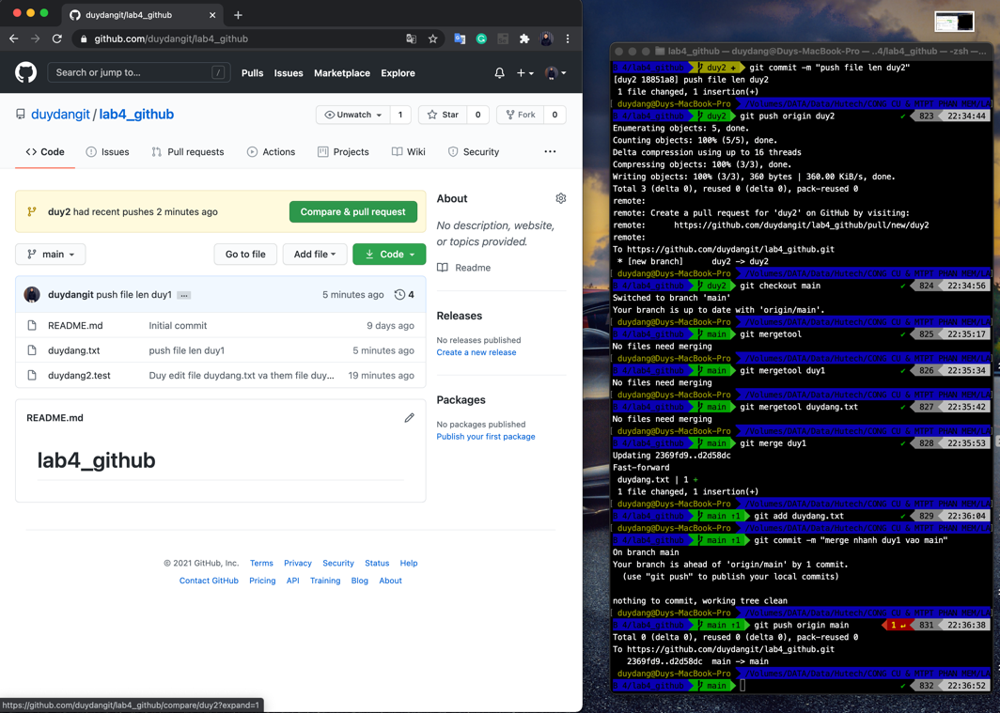 duydangit/lab4_github
github.com/duydangit/lab4_github
Search or jump to...
/
Pulls
Issues
Marketplace
Explore
duydangit / lab4_github
Unwatch
1
Star
0
Fork
0
Code
Issues
Pull requests
Actions
Projects
Wiki
Security
duy2 had recent pushes 2 minutes ago
Compare & pull request
main
Go to file
Add file
Code
duydangit push file len duy1
5 minutes ago
4
README.md
Initial commit
9 days ago
duydang.txt
push file len duy1
5 minutes ago
duydang2.test
Duy edit file duydang.txt va them file duy...
19 minutes ago
README.md
lab4_github
About
No description, website,
or topics provided.
Readme
Releases
No releases published
Create a new release
Packages
No packages published
Publish your first package
© 2021 GitHub, Inc.
Terms
Privacy
Security
Status
Help
Contact GitHub
Pricing
API
Training
Blog
About
https://github.com/duydangit/lab4_github/compare/duy2?expand=1
lab4_github — duydang@Duys-MacBook-Pro — ..4/lab4_github — -zsh — ...
B 4/lab4_github duy2 + git commit -m "push file len duy2"
[duy2 18851a8] push file len duy2
1 file changed, 1 insertion(+)
duydang@Duys-MacBook-Pro /Volumes/DATA/Data/Hutech/CONG CU & MTPT PHAN MEM/LA
B 4/lab4_github duy2 git push origin duy2 ✔ 823 22:34:44
Enumerating objects: 5, done.
Counting objects: 100% (5/5), done.
Delta compression using up to 16 threads
Compressing objects: 100% (3/3), done.
Writing objects: 100% (3/3), 360 bytes | 360.00 KiB/s, done.
Total 3 (delta 0), reused 0 (delta 0), pack-reused 0
remote:
remote: Create a pull request for 'duy2' on GitHub by visiting:
remote: https://github.com/duydangit/lab4_github/pull/new/duy2
remote:
To https://github.com/duydangit/lab4_github.git
* [new branch] duy2 -> duy2
duydang@Duys-MacBook-Pro /Volumes/DATA/Data/Hutech/CONG CU & MTPT PHAN MEM/LA
B 4/lab4_github duy2 git checkout main ✔ 824 22:34:56
Switched to branch 'main'
Your branch is up to date with 'origin/main'.
duydang@Duys-MacBook-Pro /Volumes/DATA/Data/Hutech/CONG CU & MTPT PHAN MEM/LA
B 4/lab4_github main git mergetool ✔ 825 22:35:17
No files need merging
duydang@Duys-MacBook-Pro /Volumes/DATA/Data/Hutech/CONG CU & MTPT PHAN MEM/LA
B 4/lab4_github main git mergetool duy1 ✔ 826 22:35:34
No files need merging
duydang@Duys-MacBook-Pro /Volumes/DATA/Data/Hutech/CONG CU & MTPT PHAN MEM/LA
B 4/lab4_github main git mergetool duydang.txt ✔ 827 22:35:42
No files need merging
duydang@Duys-MacBook-Pro /Volumes/DATA/Data/Hutech/CONG CU & MTPT PHAN MEM/LA
B 4/lab4_github main git merge duy1 ✔ 828 22:35:53
Updating 2369fd9..d2d58dc
Fast-forward
duydang.txt | 1 +
1 file changed, 1 insertion(+)
duydang@Duys-MacBook-Pro /Volumes/DATA/Data/Hutech/CONG CU & MTPT PHAN MEM/LA
B 4/lab4_github main ↑1 git add duydang.txt ✔ 829 22:36:04
duydang@Duys-MacBook-Pro /Volumes/DATA/Data/Hutech/CONG CU & MTPT PHAN MEM/LA
B 4/lab4_github main ↑1 git commit -m "merge nhanh duy1 vao main"
On branch main
Your branch is ahead of 'origin/main' by 1 commit.
(use "git push" to publish your local commits)
nothing to commit, working tree clean
duydang@Duys-MacBook-Pro /Volumes/DATA/Data/Hutech/CONG CU & MTPT PHAN MEM/LA
B 4/lab4_github main ↑1 git push origin main 1 ↵ 831 22:36:38
Total 0 (delta 0), reused 0 (delta 0), pack-reused 0
To https://github.com/duydangit/lab4_github.git
2369fd9..d2d58dc main -> main
duydang@Duys-MacBook-Pro /Volumes/DATA/Data/Hutech/CONG CU & MTPT PHAN MEM/LA
B 4/lab4_github main ✔ 832 22:36:52